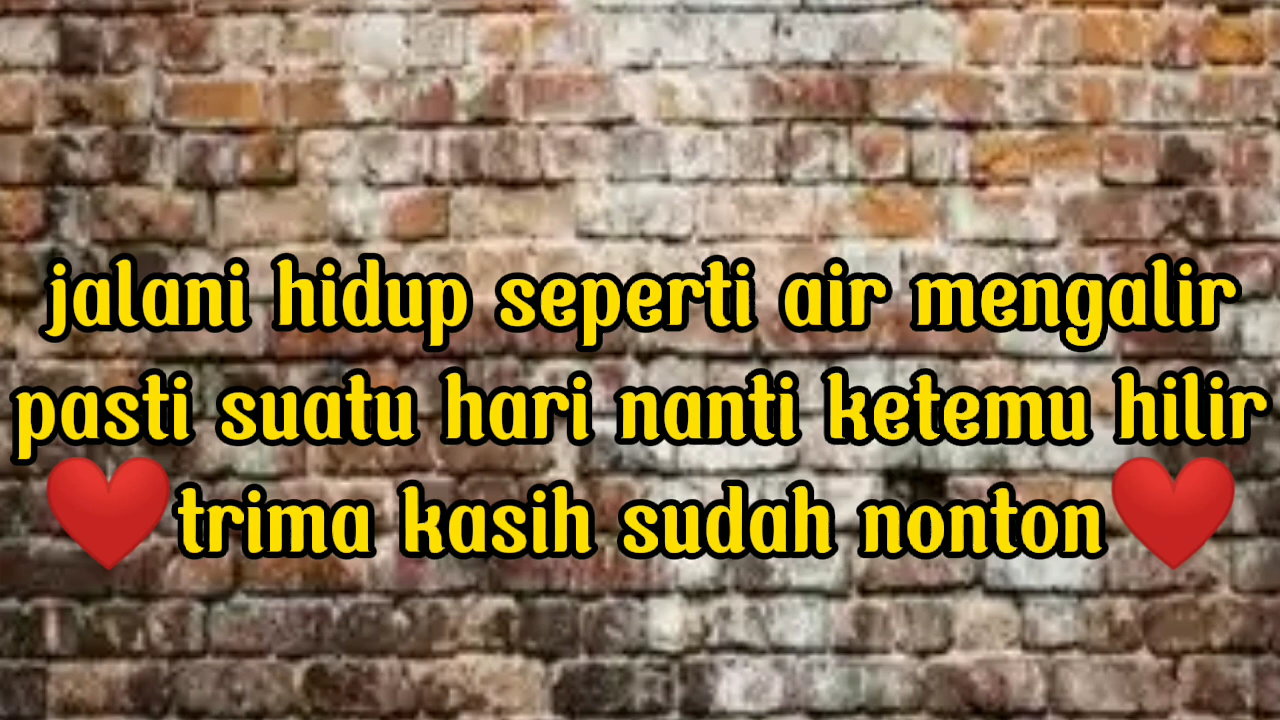 jalani hidup seperti air mengalir
pasti suatu hari nanti ketemu hilir
❤️trima kasih sudah nonton❤️